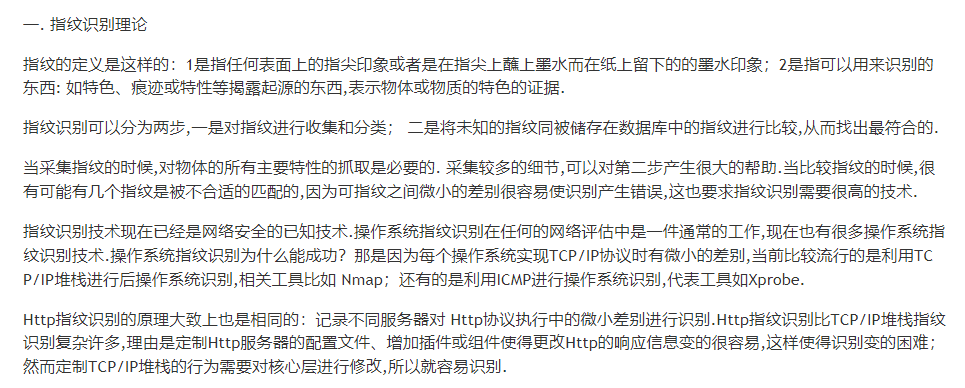 一. 指纹识别理论
指纹的定义是这样的：1是指任何表面上的指尖印象或者是在指尖上蘸上墨水而在纸上留下的的墨水印象；2是指可以用来识别的
东西: 如特色、痕迹或特性等揭露起源的东西,表示物体或物质的特色的证据.
指纹识别可以分为两步,一是对指纹进行收集和分类； 二是将未知的指纹同被储存在数据库中的指纹进行比较,从而找出最符合的.
当采集指纹的时候,对物体的所有主要特性的抓取是必要的. 采集较多的细节,可以对第二步产生很大的帮助.当比较指纹的时候,很
有可能有几个指纹是被不合适的匹配的,因为可指纹之间微小的差别很容易使识别产生错误,这也要求指纹识别需要很高的技术.
指纹识别技术现在已经是网络安全的已知技术.操作系统指纹识别在任何的网络评估中是一件通常的工作,现在也有很多操作系统指
纹识别技术.操作系统指纹识别为什么能成功？那是因为每个操作系统实现TCP/IP协议时有微小的差别,当前比较流行的是利用TC
P/IP堆栈进行后操作系统识别,相关工具比如 Nmap；还有的是利用ICMP进行操作系统识别,代表工具如Xprobe.
Http指纹识别的原理大致上也是相同的：记录不同服务器对 Http协议执行中的微小差别进行识别.Http指纹识别比TCP/IP堆栈指纹
识别复杂许多,理由是定制Http服务器的配置文件、增加插件或组件使得更改Http的响应信息变的很容易,这样使得识别变的困难；
然而定制TCP/IP堆栈的行为需要对核心层进行修改,所以就容易识别.